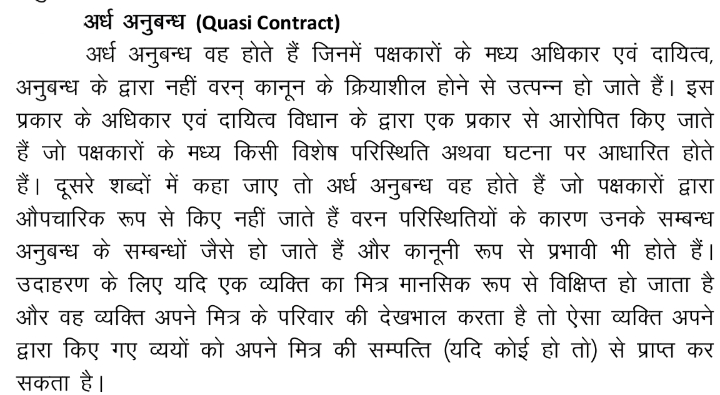 अर्ध अनुबन्ध (Quasi Contract)
अर्ध अनुबन्ध वह होते हैं जिनमें पक्षकारों के मध्य अधिकार एवं दायित्व,
अनुबन्ध के द्वारा नहीं वरन् कानून के क्रियाशील होने से उत्पन्न हो जाते हैं। इस
प्रकार के अधिकार एवं दायित्व विधान के द्वारा एक प्रकार से आरोपित किए जाते
हैं जो पक्षकारों के मध्य किसी विशेष परिस्थिति अथवा घटना पर आधारित होते
हैं। दूसरे शब्दों में कहा जाए तो अर्ध अनुबन्ध वह होते हैं जो पक्षकारों द्वारा
औपचारिक रूप से किए नहीं जाते हैं वरन परिस्थितियों के कारण उनके सम्बन्ध
अनुबन्ध के सम्बन्धों जैसे हो जाते हैं और कानूनी रूप से प्रभावी भी होते हैं।
उदाहरण के लिए यदि एक व्यक्ति का मित्र मानसिक रूप से विक्षिप्त हो जाता है
और वह व्यक्ति अपने मित्र के परिवार की देखभाल करता है तो ऐसा व्यक्ति अपने
द्वारा किए गए व्ययों को अपने मित्र की सम्पत्ति (यदि कोई हो तो) से प्राप्त कर
सकता है।